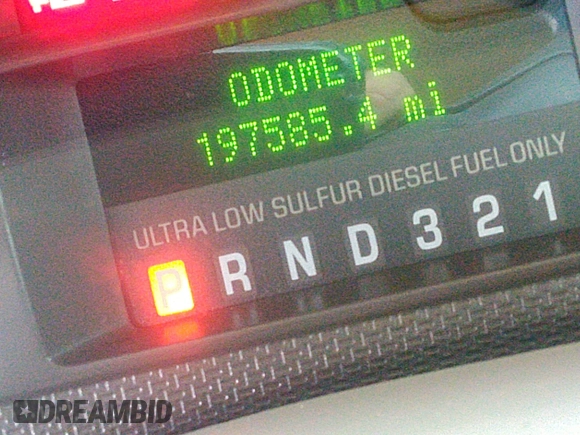 ODOMETER
197585.4 mi
ULTRA LOW SULFUR DIESEL FUEL ONLY
P R N D 3 2 1
DREAMBID